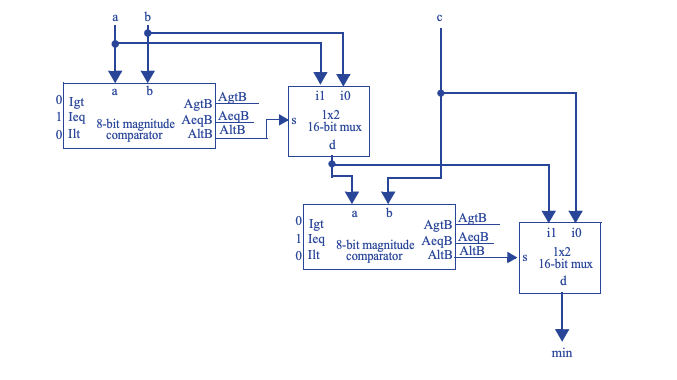 a b c
a b
0 Igt AgtB AgtB
1 Ieq 8-bit magnitude AeqB AeqB
0 Ilt comparator AltB AltB
i1 i0
s 1x2
16-bit mux
d
a b
0 Igt AgtB AgtB
1 Ieq 8-bit magnitude AeqB AeqB
0 Ilt comparator AltB AltB
i1 i0
s 1x2
16-bit mux
d
min